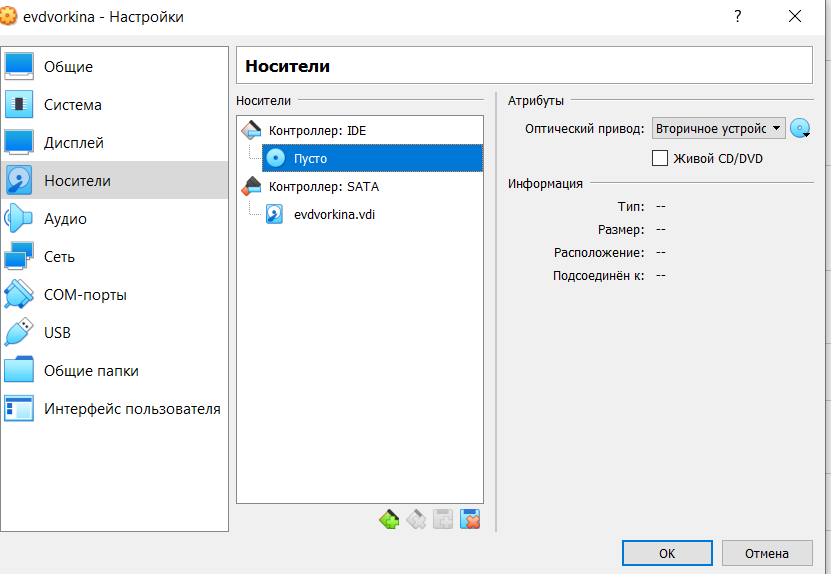 evdvorkina - Настройки
?
Общие
Система
Дисплей
Носители
Аудио
Сеть
COM-порты
USB
Общие папки
Интерфейс пользователя
Носители
Носители
Контроллер: IDE
Пусто
Контроллер: SATA
evdvorkina.vdi
Атрибуты
Оптический привод: Вторичное устройс
Живой CD/DVD
Информация
Тип: --
Размер: --
Расположение: --
Подсоединён к: --
OK
Отмена